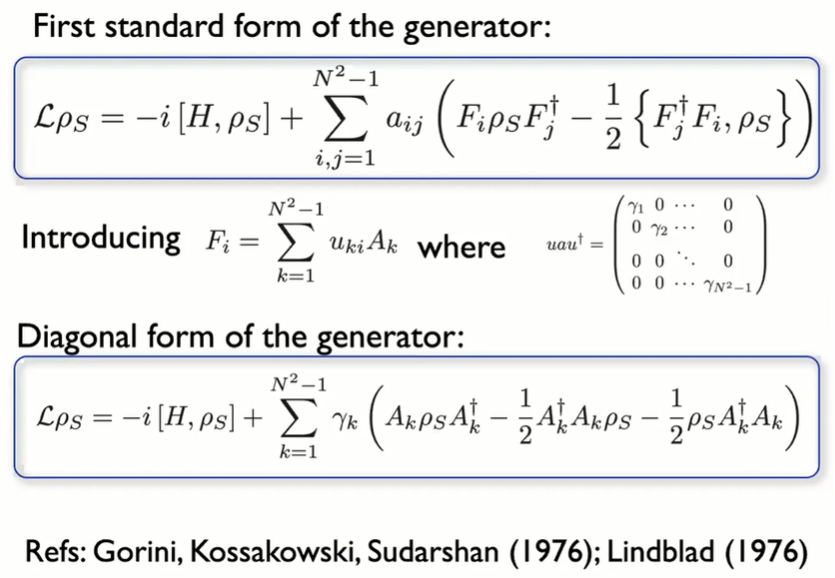 First standard form of the generator:
$\mathcal{L}\rho_S = -i\,[H, \rho_S] + \sum_{i,j=1}^{N^2-1} a_{ij} \left( F_i \rho_S F_j^\dagger - \frac{1}{2} \left\{ F_j^\dagger F_i, \rho_S \right\} \right)$
Introducing $F_i = \sum_{k=1}^{N^2-1} u_{ki} A_k$ where $uau^\dagger = \begin{pmatrix} \gamma_1 & 0 & \cdots & 0 \\ 0 & \gamma_2 & \cdots & 0 \\ 0 & 0 & \ddots & 0 \\ 0 & 0 & \cdots & \gamma_{N^2-1} \end{pmatrix}$
Diagonal form of the generator:
$\mathcal{L}\rho_S = -i\,[H, \rho_S] + \sum_{k=1}^{N^2-1} \gamma_k \left( A_k \rho_S A_k^\dagger - \frac{1}{2} A_k^\dagger A_k \rho_S - \frac{1}{2} \rho_S A_k^\dagger A_k \right)$
Refs: Gorini, Kossakowski, Sudarshan (1976); Lindblad (1976)